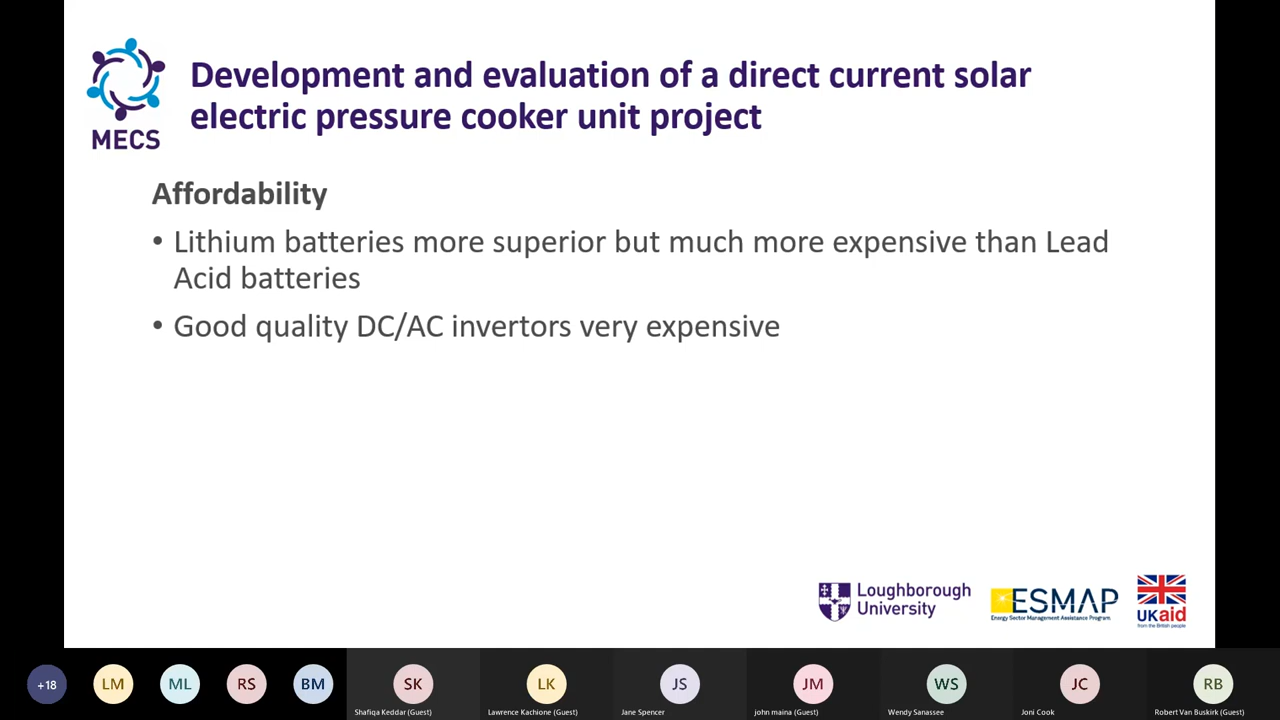 Development and evaluation of a direct current solar
electric pressure cooker unit project
MECS
Affordability
• Lithium batteries more superior but much more expensive than Lead
Acid batteries
• Good quality DC/AC invertors very expensive
Loughborough
University
ESMAP
Energy Sector Management Assistance Program
UKaid
from the British people
+18
LM
ML
RS
BM
SK
LK
JS
JM
WS
JC
RB
Shafiqa Keddar (Guest)
Lawrence Kachione (Guest)
Jane Spencer
john maina (Guest)
Wendy Sanassee
Joni Cook
Robert Van Buskirk (Guest)